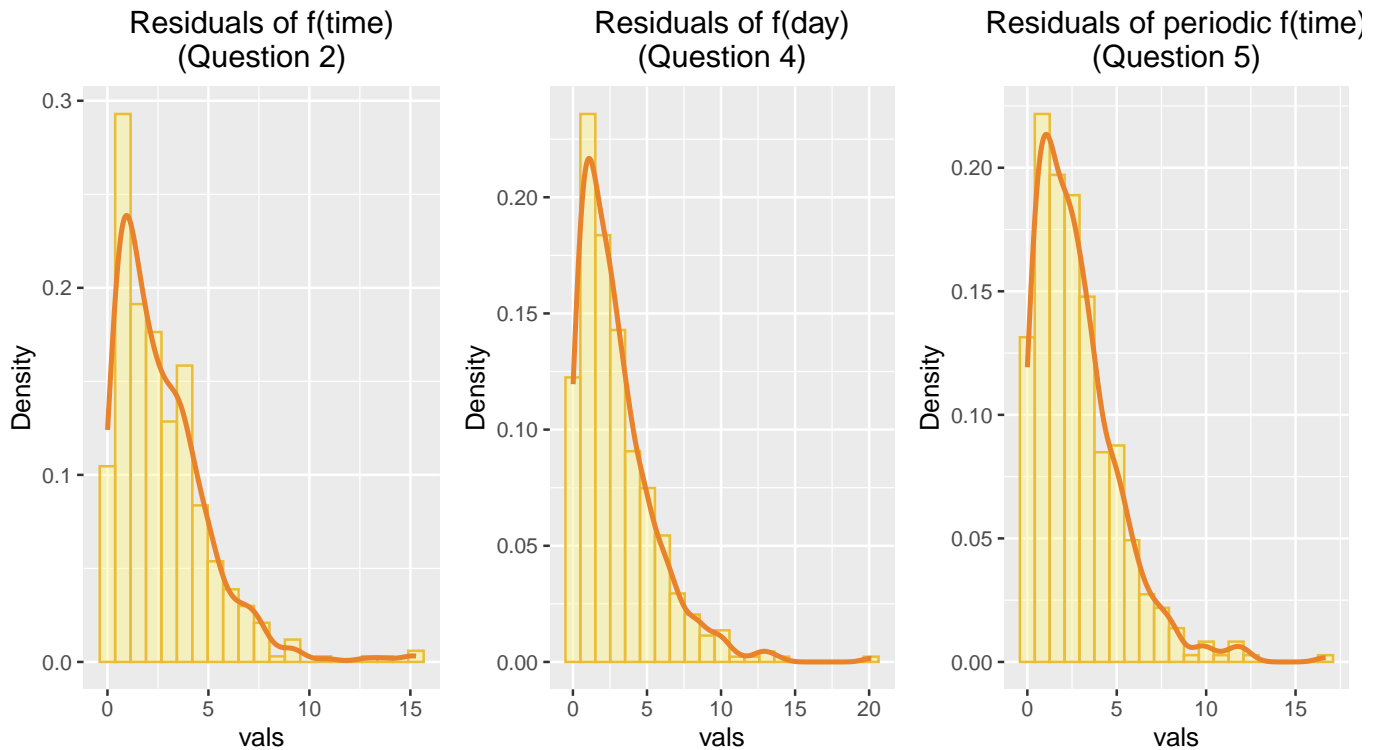 Residuals of f(time)
(Question 2)
0.3
0.2
0.1
0.0
Density
0
5
10
15
vals
Residuals of f(day)
(Question 4)
0.20
0.15
0.10
0.05
0.00
Density
0
5
10
15
20
vals
Residuals of periodic f(time)
(Question 5)
0.20
0.15
0.10
0.05
0.00
Density
0
5
10
15
vals